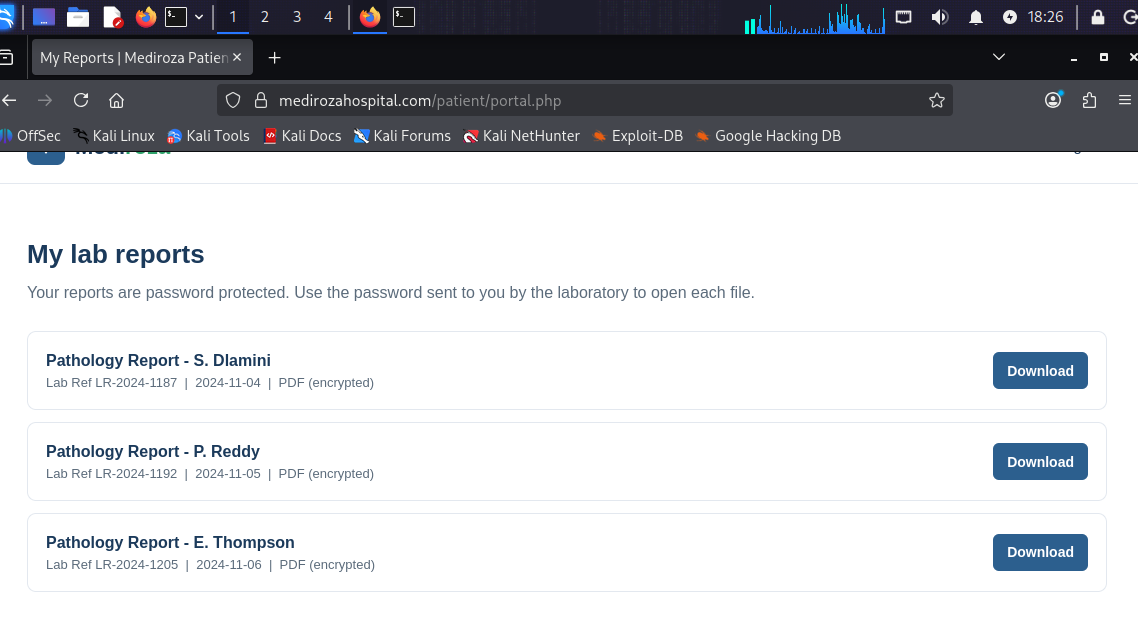 1 2 3 4 18:26
My Reports | Mediroza Patien
medirozahospital.com/patient/portal.php
OffSec Kali Linux Kali Tools Kali Docs Kali Forums Kali NetHunter Exploit-DB Google Hacking DB
My lab reports
Your reports are password protected. Use the password sent to you by the laboratory to open each file.
Pathology Report - S. Dlamini
Lab Ref LR-2024-1187 | 2024-11-04 | PDF (encrypted)
Download
Pathology Report - P. Reddy
Lab Ref LR-2024-1192 | 2024-11-05 | PDF (encrypted)
Download
Pathology Report - E. Thompson
Lab Ref LR-2024-1205 | 2024-11-06 | PDF (encrypted)
Download